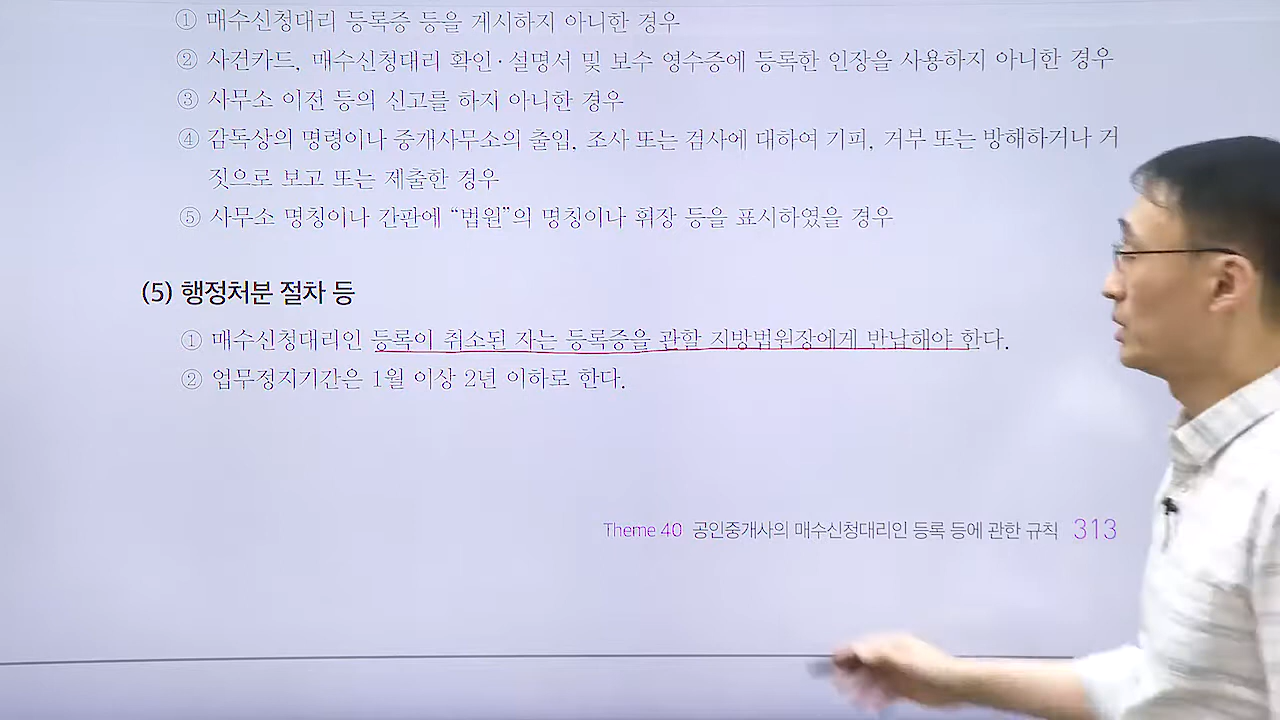 ① 매수신청대리 등록증 등을 게시하지 아니한 경우
② 사건카드, 매수신청대리 확인·설명서 및 보수 영수증에 등록한 인장을 사용하지 아니한 경우
③ 사무소 이전 등의 신고를 하지 아니한 경우
④ 감독상의 명령이나 중개사무소의 출입, 조사 또는 검사에 대하여 기피, 거부 또는 방해하거나 거
짓으로 보고 또는 제출한 경우
⑤ 사무소 명칭이나 간판에 “법원”의 명칭이나 휘장 등을 표시하였을 경우
(5) 행정처분 절차 등
① 매수신청대리인 등록이 취소된 자는 등록증을 관할 지방법원장에게 반납해야 한다.
② 업무정지기간은 1월 이상 2년 이하로 한다.
Theme 40 공인중개사의 매수신청대리인 등록 등에 관한 규칙 313